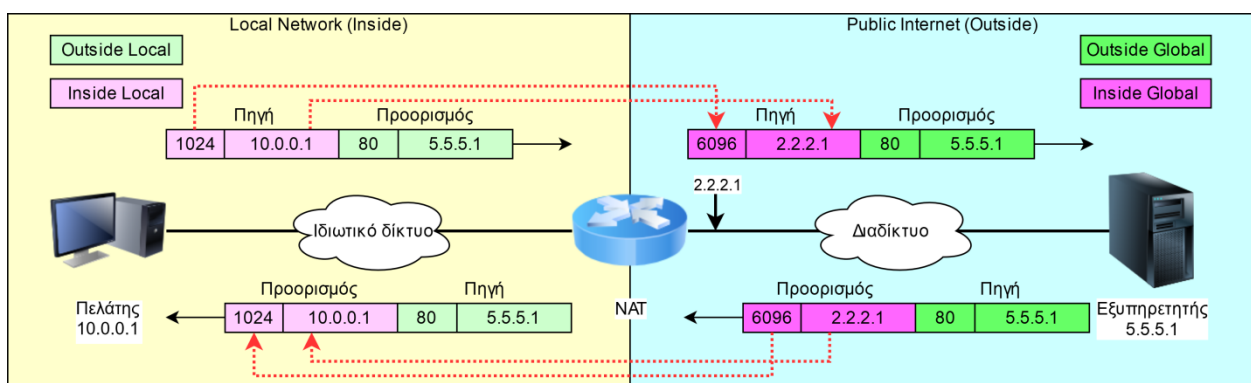 Local Network (Inside)
Public Internet (Outside)
Outside Local
Inside Local
Outside Global
Inside Global
Πηγή Προορισμός
1024 10.0.0.1 80 5.5.5.1
Πηγή Προορισμός
6096 2.2.2.1 80 5.5.5.1
2.2.2.1
Ιδιωτικό δίκτυο
Διαδίκτυο
Πελάτης
10.0.0.1
Προορισμός Πηγή
1024 10.0.0.1 80 5.5.5.1
NAT
Προορισμός Πηγή
6096 2.2.2.1 80 5.5.5.1
Εξυπηρετητής
5.5.5.1